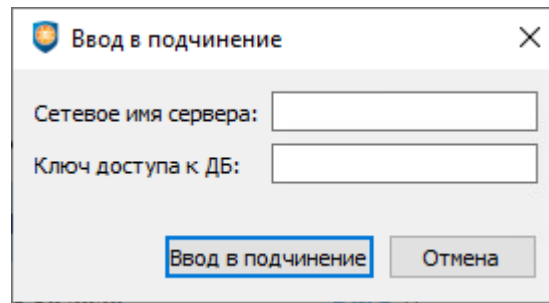 Ввод в подчинение
Сетевое имя сервера:
Ключ доступа к ДБ:
Ввод в подчинение Отмена